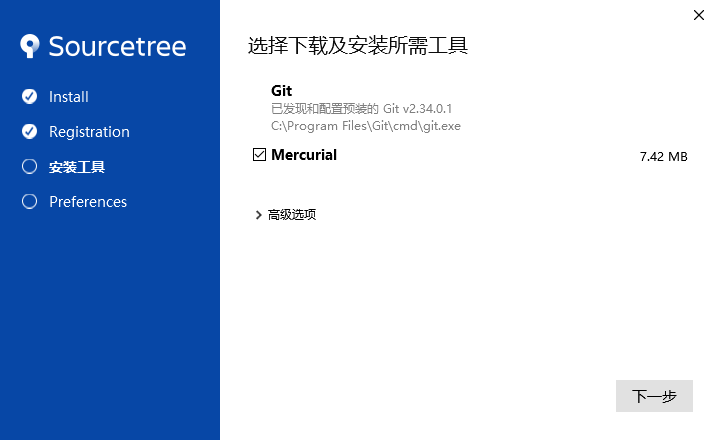 Sourcetree
Install
Registration
安装工具
Preferences
选择下载及安装所需工具
Git
已发现和配置预装的 Git v2.34.0.1
C:\Program Files\Git\cmd\git.exe
Mercurial 7.42 MB
高级选项
下一步